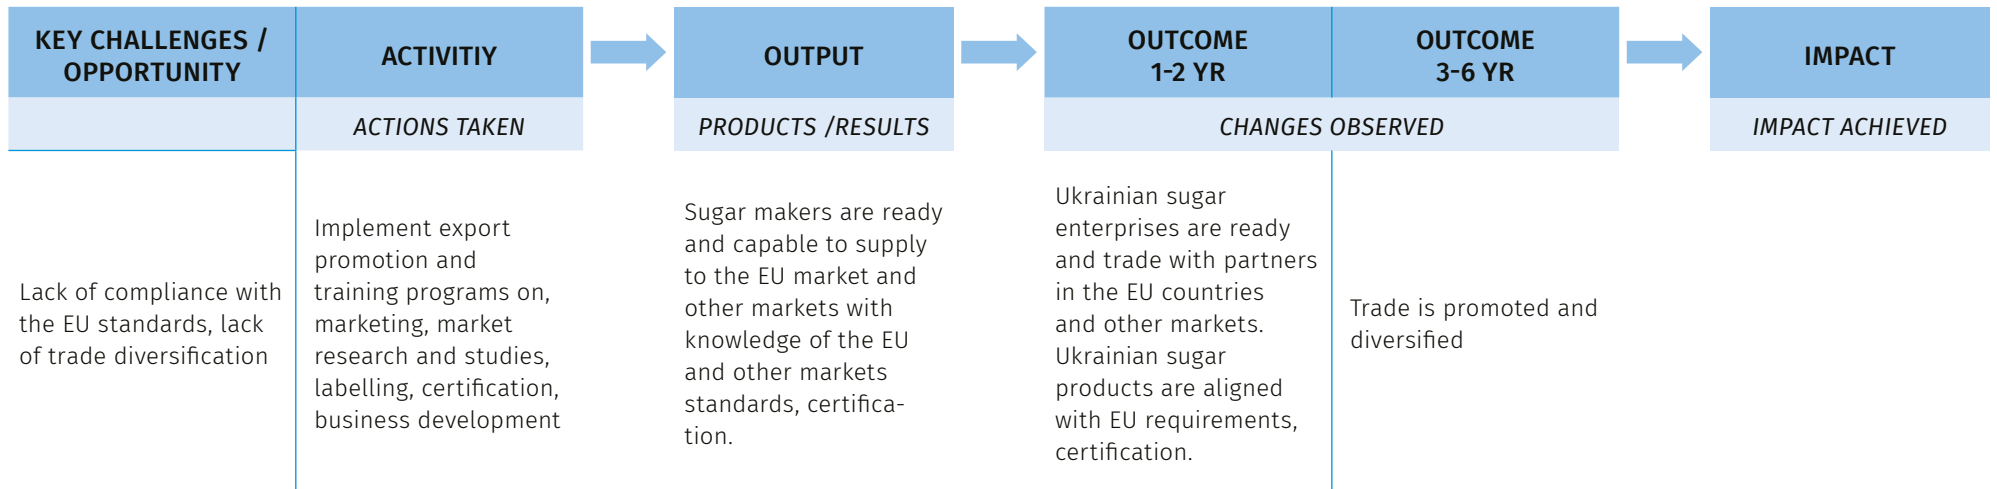 KEY CHALLENGES /
OPPORTUNITY
ACTIVITIY
OUTPUT
OUTCOME
1-2 YR
OUTCOME
3-6 YR
IMPACT
ACTIONS TAKEN
PRODUCTS /RESULTS
CHANGES OBSERVED
IMPACT ACHIEVED
Lack of compliance with
the EU standards, lack
of trade diversification
Implement export
promotion and
training programs on,
marketing, market
research and studies,
labelling, certification,
business development
Sugar makers are ready
and capable to supply
to the EU market and
other markets with
knowledge of the EU
and other markets
standards, certifica-
tion.
Ukrainian sugar
enterprises are ready
and trade with partners
in the EU countries
and other markets.
Ukrainian sugar
products are aligned
with EU requirements,
certification.
Trade is promoted and
diversified